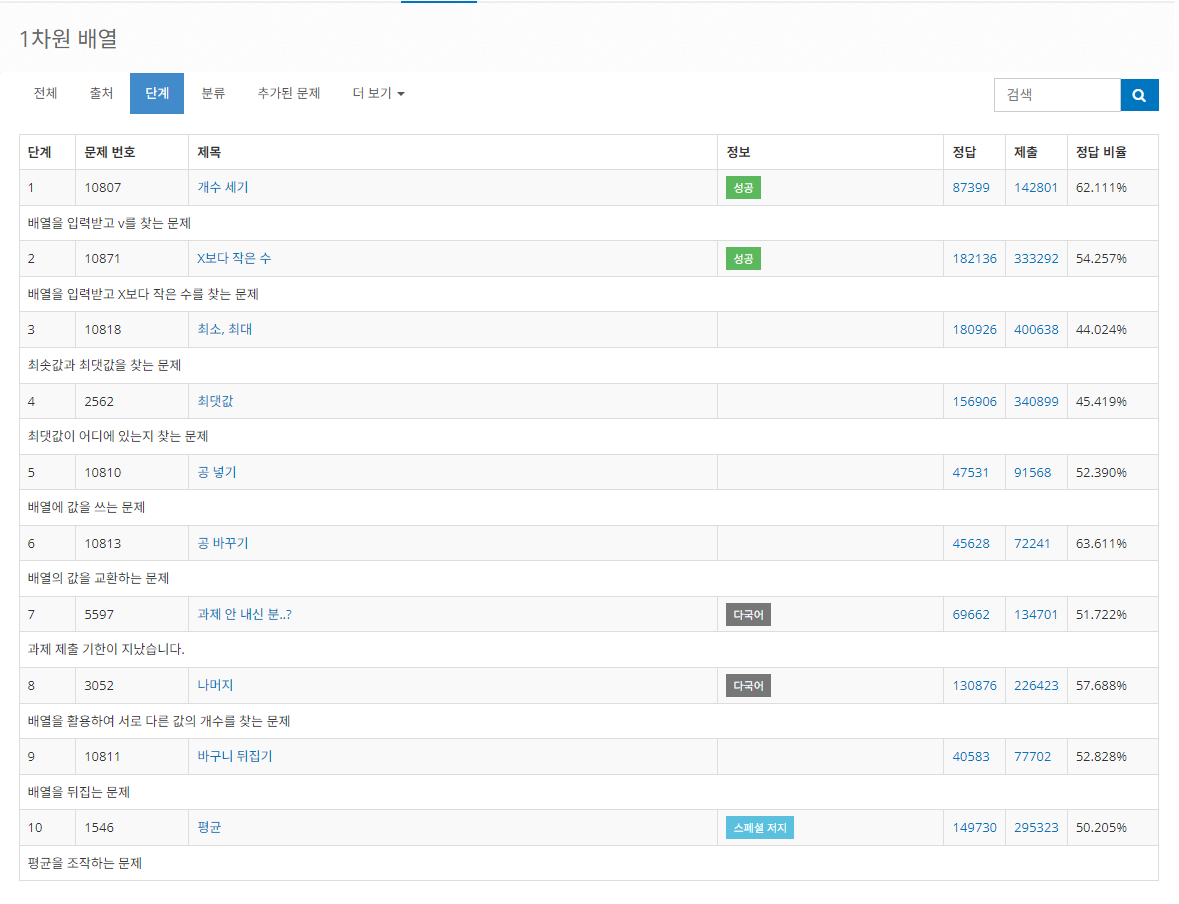 1차원 배열
전체 출처 단계 분류 추가된 문제 더 보기 검색
단계 문제 번호 제목 정보 정답 제출 정답 비율
1 10807 개수 세기 성공 87399 142801 62.111%
배열을 입력받고 v를 찾는 문제
2 10871 X보다 작은 수 성공 182136 333292 54.257%
배열을 입력받고 X보다 작은 수를 찾는 문제
3 10818 최소, 최대 180926 400638 44.024%
최솟값과 최댓값을 찾는 문제
4 2562 최댓값 156906 340899 45.419%
최댓값이 어디에 있는지 찾는 문제
5 10810 공 넣기 47531 91568 52.390%
배열에 값을 쓰는 문제
6 10813 공 바꾸기 45628 72241 63.611%
배열의 값을 교환하는 문제
7 5597 과제 안 내신 분..? 다국어 69662 134701 51.722%
과제 제출 기한이 지났습니다.
8 3052 나머지 다국어 130876 226423 57.688%
배열을 활용하여 서로 다른 값의 개수를 찾는 문제
9 10811 바구니 뒤집기 40583 77702 52.828%
배열을 뒤집는 문제
10 1546 평균 스페셜 저지 149730 295323 50.205%
평균을 조작하는 문제